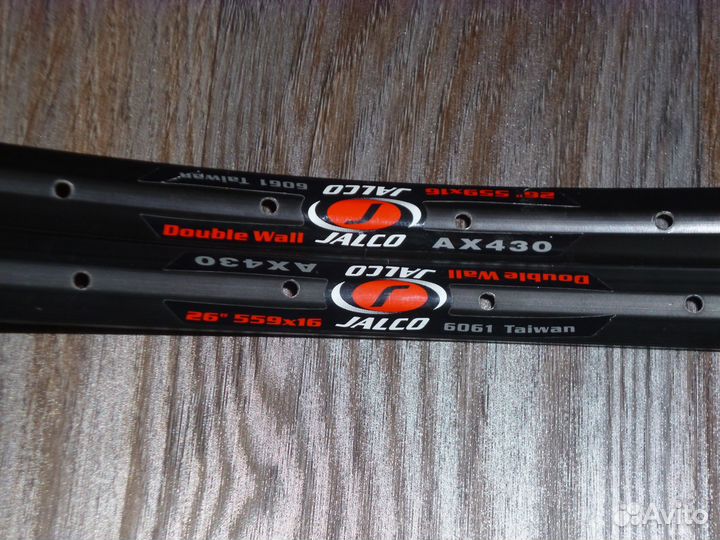 6061 Taiwan
JALCO
26" 559x16
Double Wall
JALCO
AX430
AX430
JALCO
Double Wall
26" 559x16
JALCO
6061 Taiwan
Avito